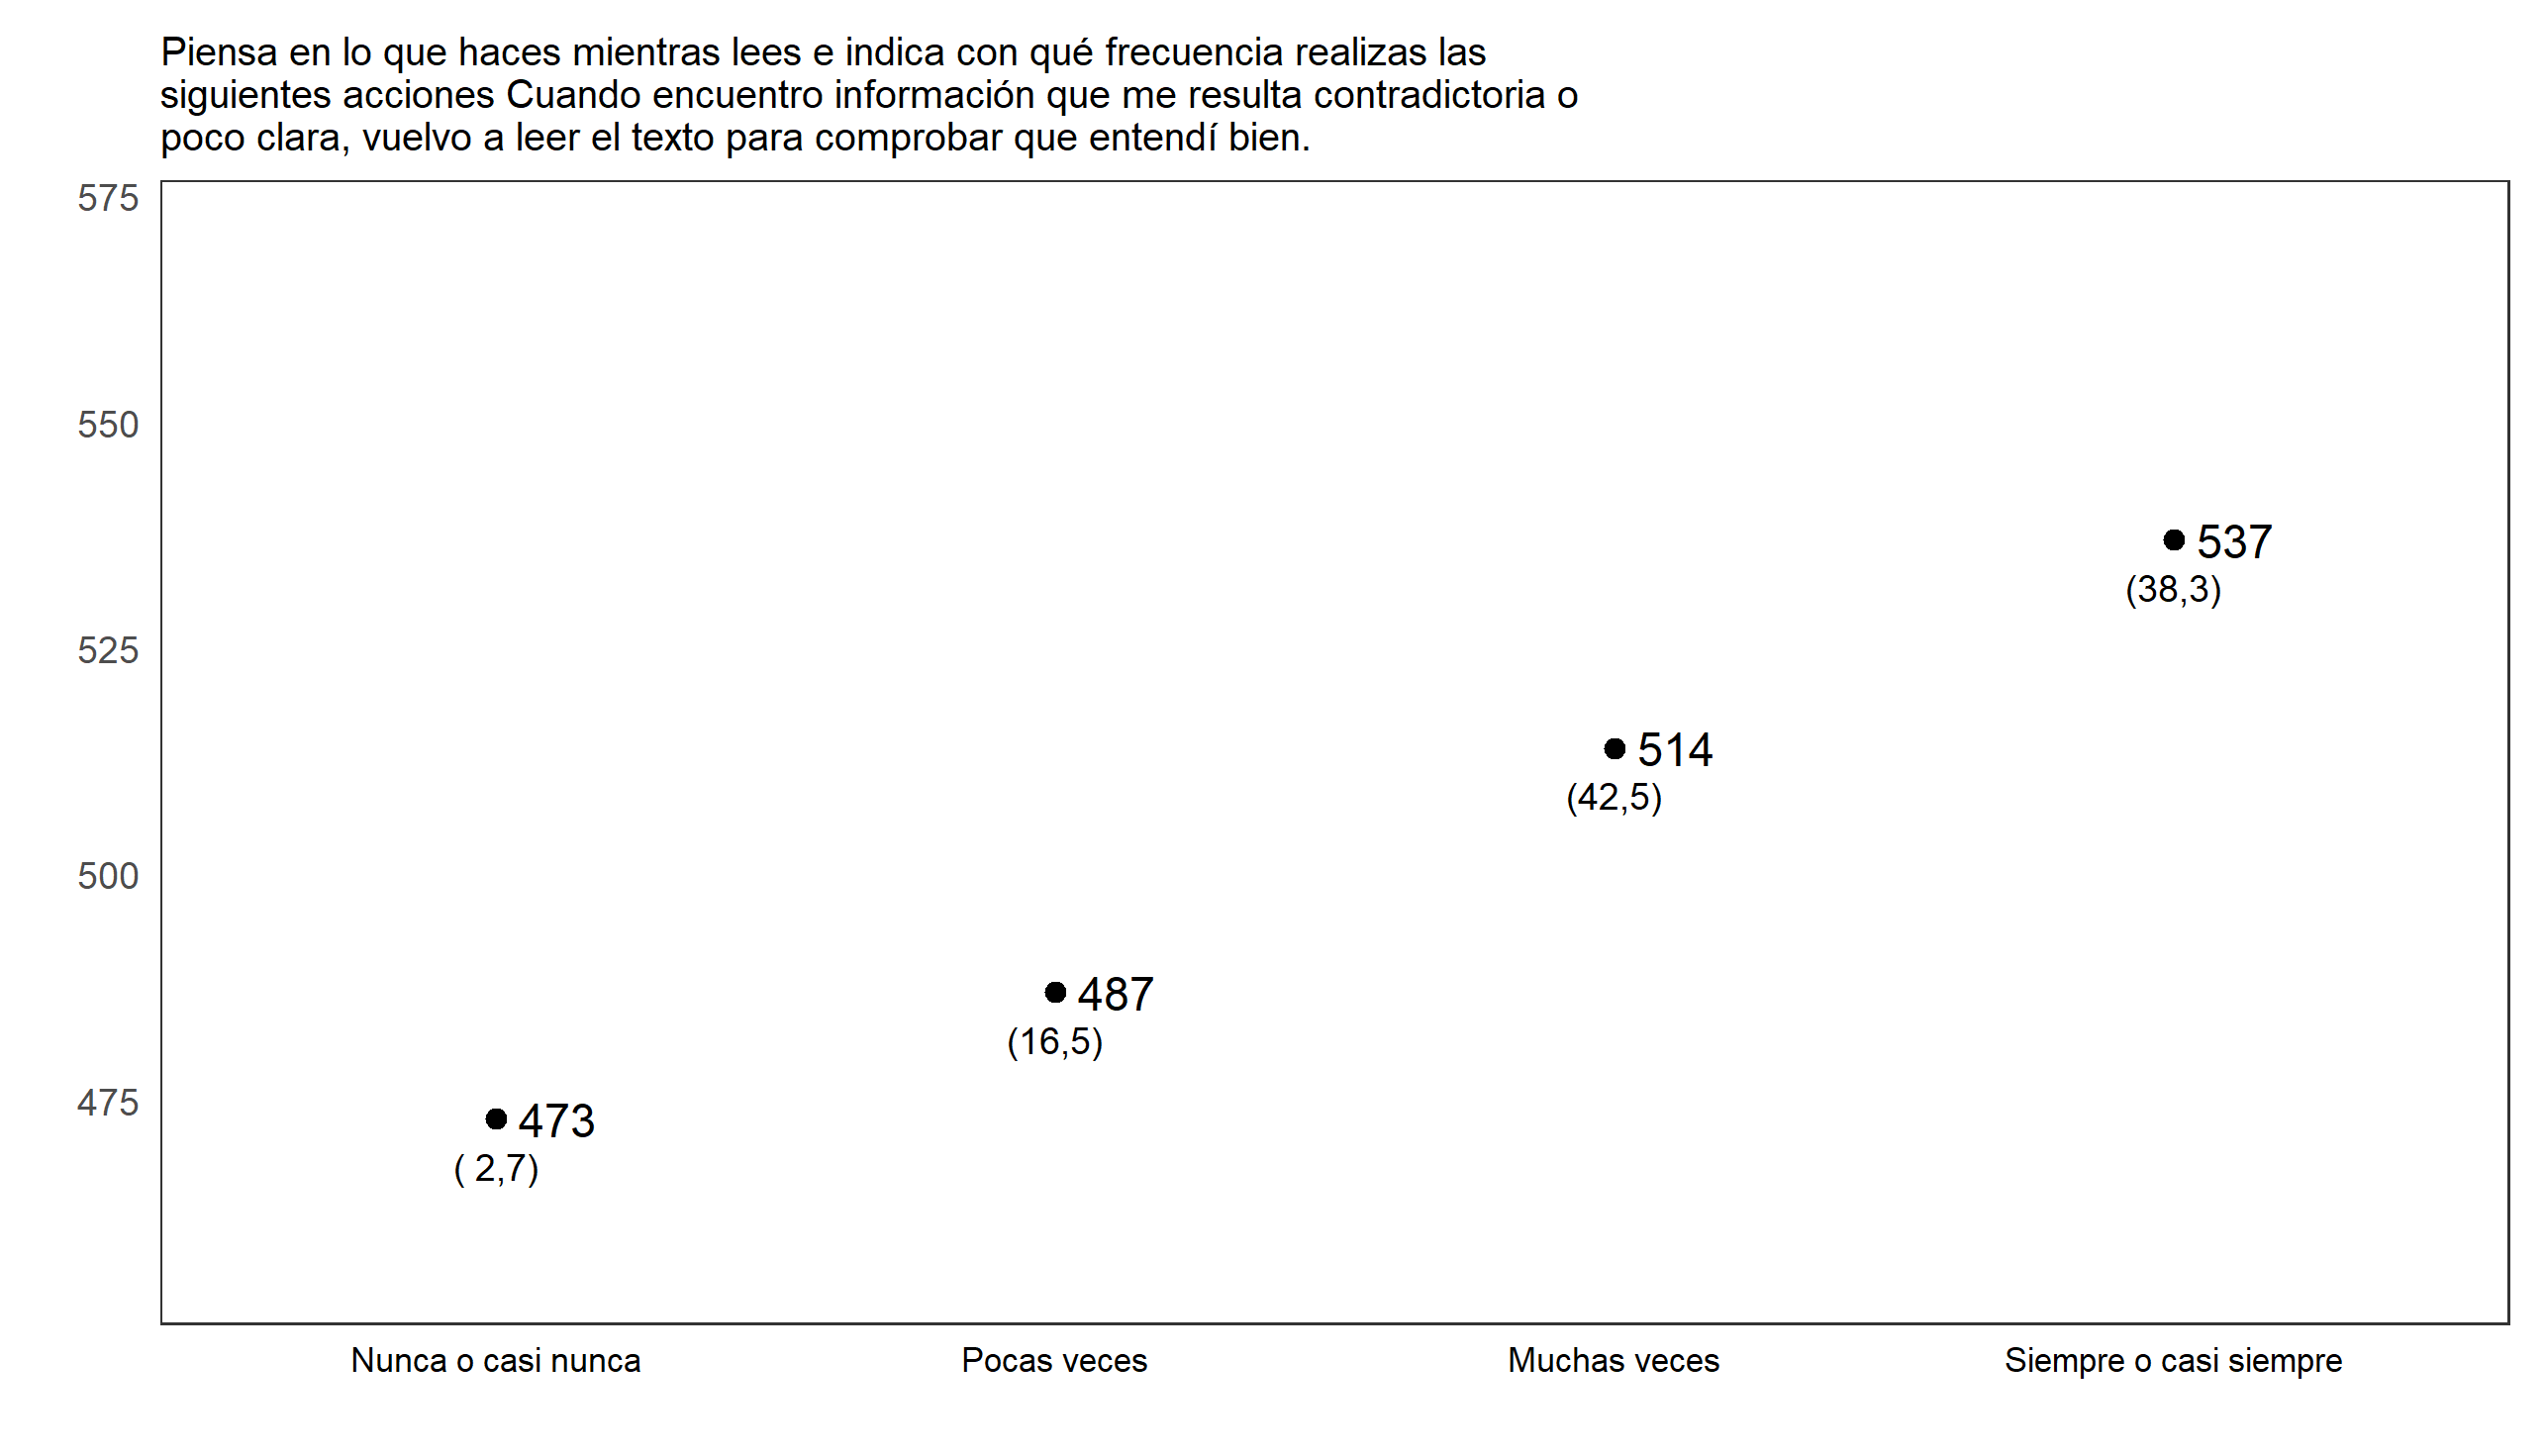 Piensa en lo que haces mientras lees e indica con qué frecuencia realizas las
siguientes acciones Cuando encuentro información que me resulta contradictoria o
poco clara, vuelvo a leer el texto para comprobar que entendí bien.
575
550
537
(38,3)
525
514
(42,5)
500
487
(16,5)
475
473
( 2,7)
Nunca o casi nunca
Pocas veces
Muchas veces
Siempre o casi siempre